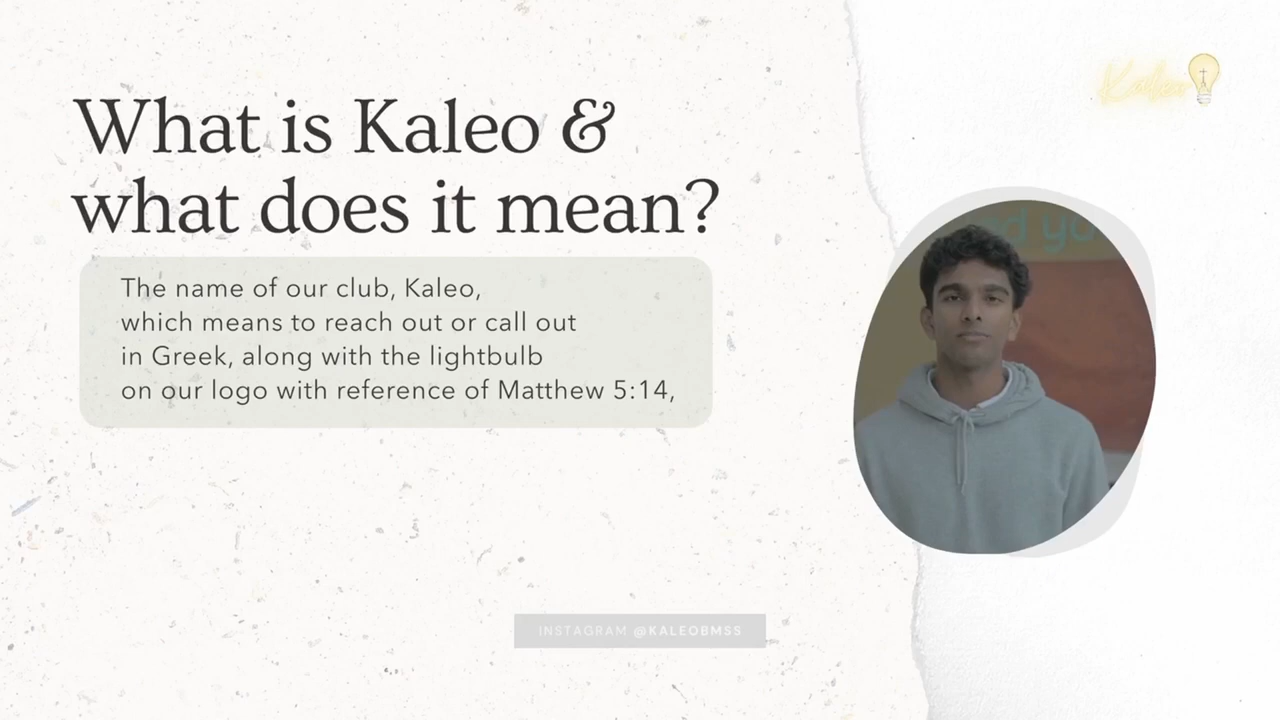 What is Kaleo &
what does it mean?
Kaleo
The name of our club, Kaleo,
which means to reach out or call out
in Greek, along with the lightbulb
on our logo with reference of Matthew 5:14,
INSTAGRAM @KALEOBMSS